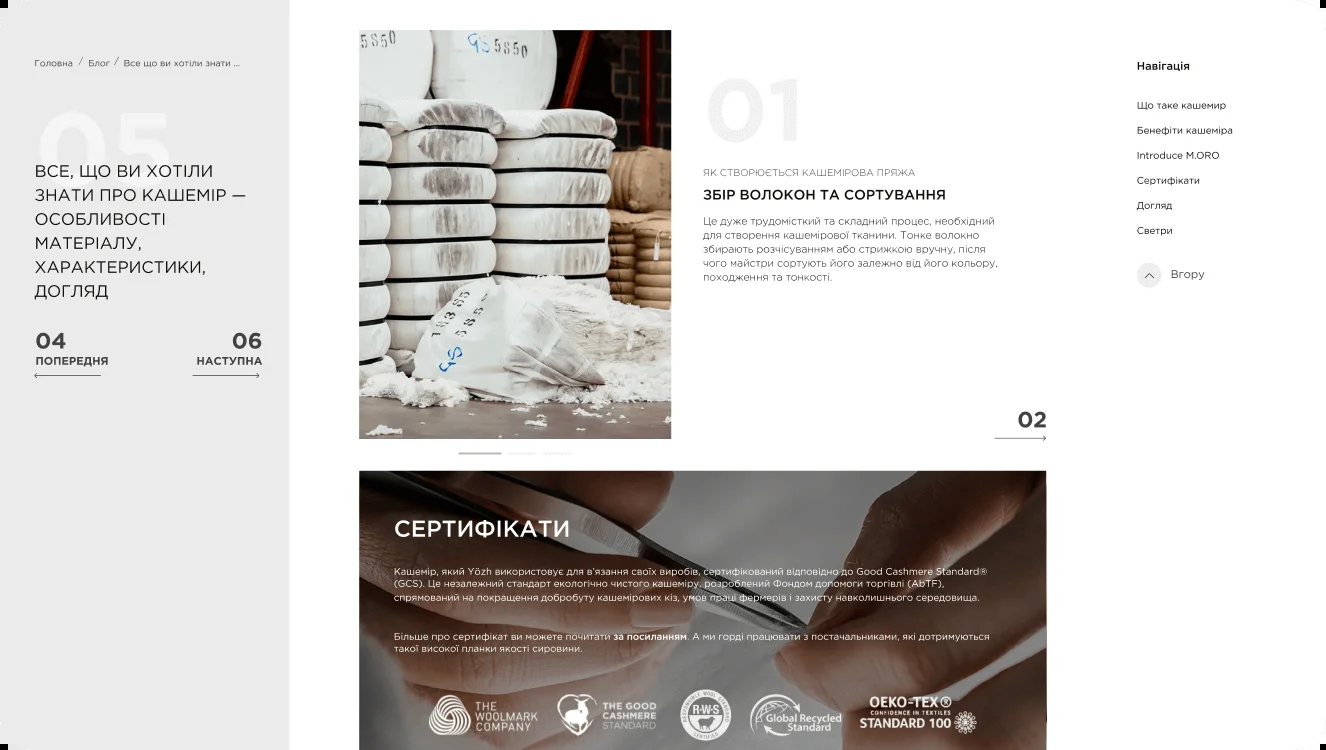 Головна / Блог / Все що ви хотіли знати ...
05
ВСЕ, ЩО ВИ ХОТІЛИ
ЗНАТИ ПРО КАШЕМІР —
ОСОБЛИВОСТІ
МАТЕРІАЛУ,
ХАРАКТЕРИСТИКИ,
ДОГЛЯД
04
ПОПЕРЕДНЯ
06
НАСТУПНА
5850
GS 5850
GS
01
ЯК СТВОРЮЄТЬСЯ КАШЕМІРОВА ПРЯЖА
ЗБІР ВОЛОКОН ТА СОРТУВАННЯ
Це дуже трудомісткий та складний процес, необхідний
для створення кашемірової тканини. Тонке волокно
збирають розчісуванням або стрижкою вручну, після
чого майстри сортують його залежно від його кольору,
походження та тонкості.
02
СЕРТИФІКАТИ
Кашемір, який Yözh використовує для в’язання своїх виробів, сертифікований відповідно до Good Cashmere Standard®
(GCS). Це незалежний стандарт екологічно чистого кашеміру, розроблений Фондом допомоги торгівлі (AbTF),
спрямований на покращення добробуту кашемірових кіз, умов праці фермерів і захисту навколишнього середовища.
Більше про сертифікат ви можете почитати за посиланням. А ми горді працювати з постачальниками, які дотримуються
такої високої планки якості сировини.
THE
WOOLMARK
COMPANY
THE GOOD
CASHMERE
STANDARD
R·W·S
CERTIFIED
Global Recycled
Standard
OEKO-TEX®
CONFIDENCE IN TEXTILES
STANDARD 100
Навігація
Що таке кашемир
Бенефіти кашеміра
Introduce M.ORO
Сертифікати
Догляд
Светри
Вгору